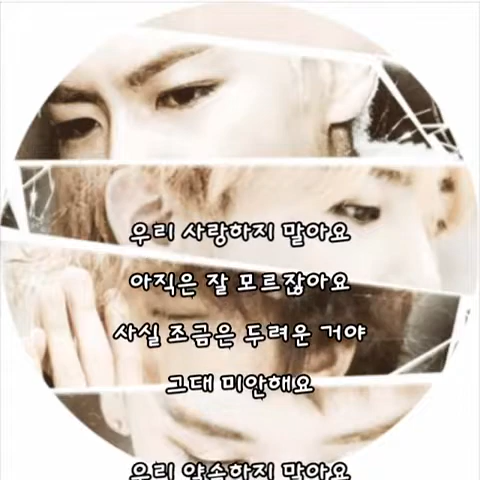 우리 사랑하지 말아요
아직은 잘 모르잖아요
사실 조금은 두려운 거야
그대 미안해요
우리 약속하지 말아요